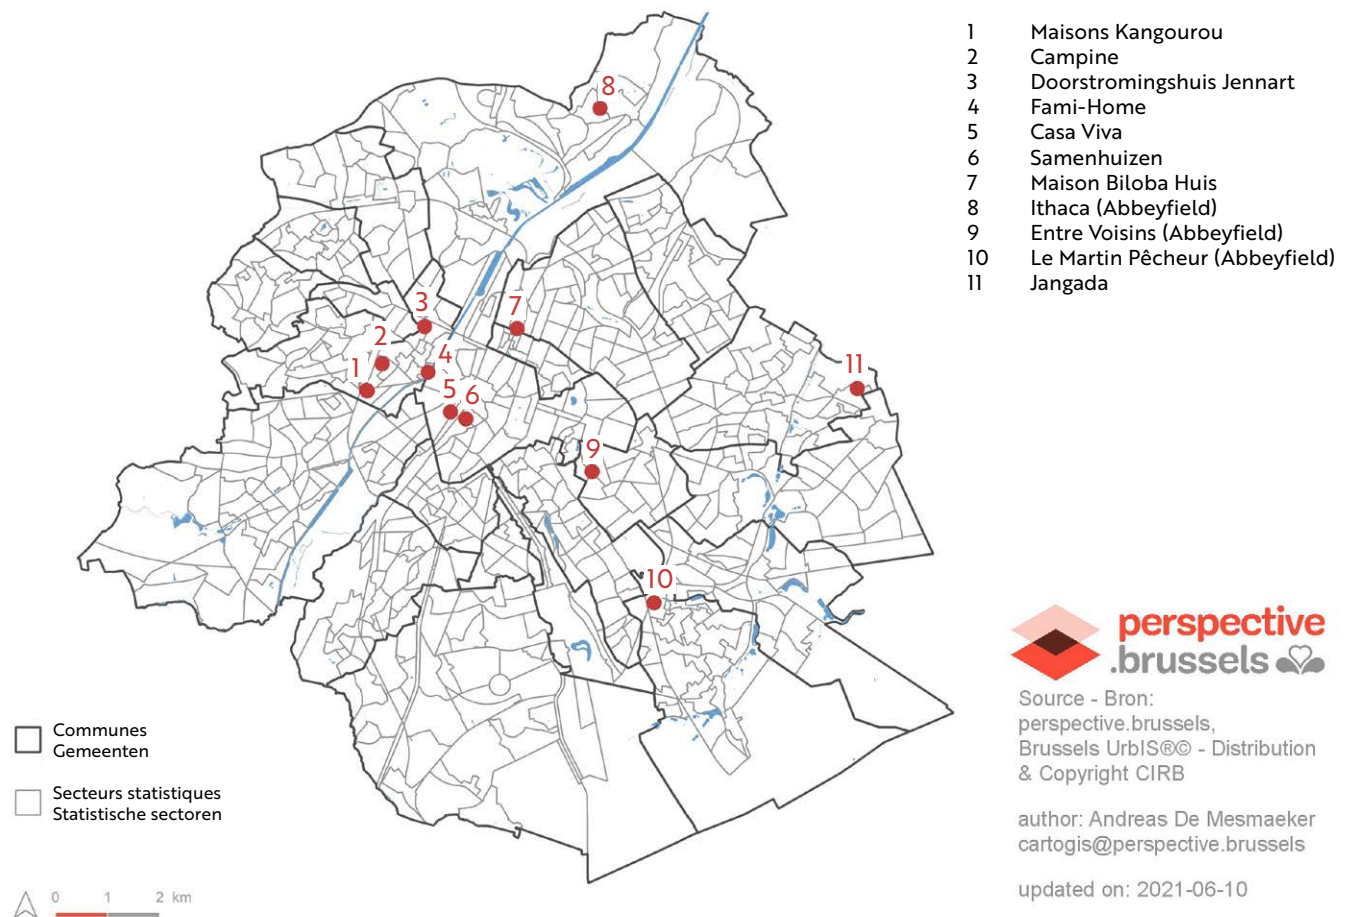 1 Maisons Kangourou
2 Campine
3 Doorstromingshuis Jennart
4 Fami-Home
5 Casa Viva
6 Samenhuizen
7 Maison Biloba Huis
8 Ithaca (Abbeyfield)
9 Entre Voisins (Abbeyfield)
10 Le Martin Pêcheur (Abbeyfield)
11 Jangada
8
3
7
2
4
1
11
5
6
9
10
perspective
.brussels
Source - Bron:
perspective.brussels,
Brussels UrbIS®© - Distribution
& Copyright CIRB
author: Andreas De Mesmaeker
cartogis@perspective.brussels
updated on: 2021-06-10
Communes
Gemeenten
Secteurs statistiques
Statistische sectoren
0 1 2 km